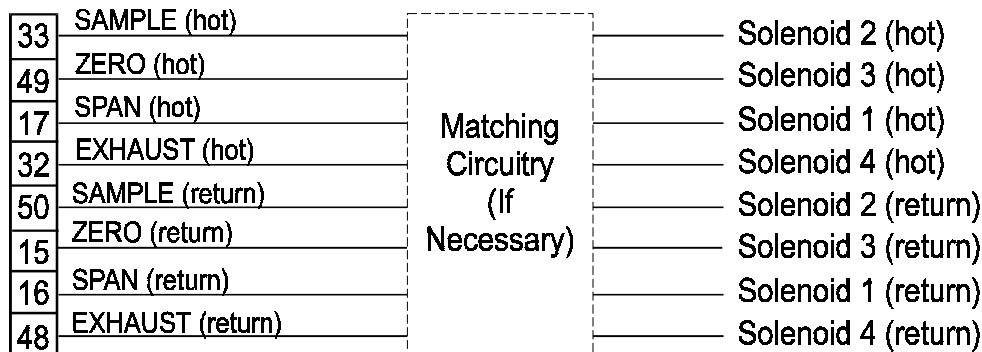 33 SAMPLE (hot) Solenoid 2 (hot)
49 ZERO (hot) Solenoid 3 (hot)
17 SPAN (hot) Solenoid 1 (hot)
32 EXHAUST (hot) Solenoid 4 (hot)
50 SAMPLE (return) Solenoid 2 (return)
15 ZERO (return) Solenoid 3 (return)
16 SPAN (return) Solenoid 1 (return)
48 EXHAUST (return) Solenoid 4 (return)
Matching
Circuitry
(If
Necessary)